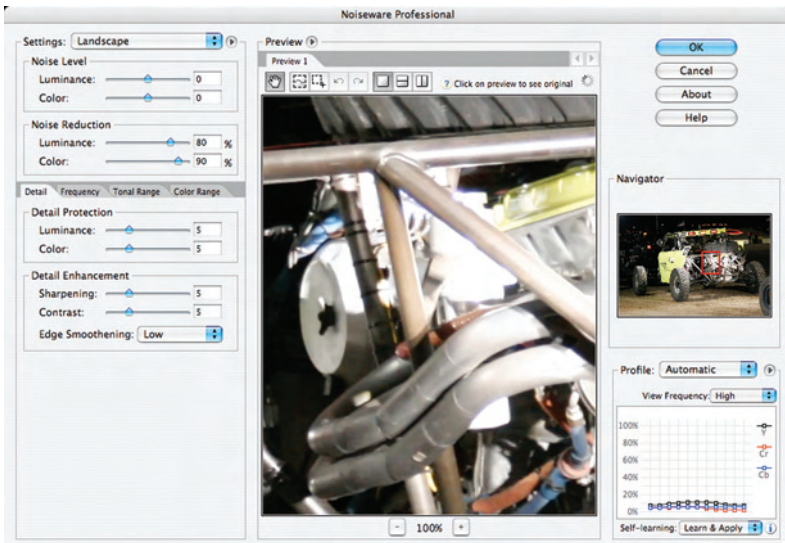 Noiseware Professional
Settings: Landscape
Noise Level
Luminance: 0
Color: 0
Noise Reduction
Luminance: 80 %
Color: 90 %
Detail Frequency Tonal Range Color Range
Detail Protection
Luminance: 5
Color: 5
Detail Enhancement
Sharpening: 5
Contrast: 5
Edge Smoothening: Low
Preview
Preview 1
? Click on preview to see original
- 100% +
OK
Cancel
About
Help
Navigator
Profile: Automatic
View Frequency: High
100%
80%
60%
40%
20%
0%
Y
Cr
Cb
Self-learning: Learn & Apply i